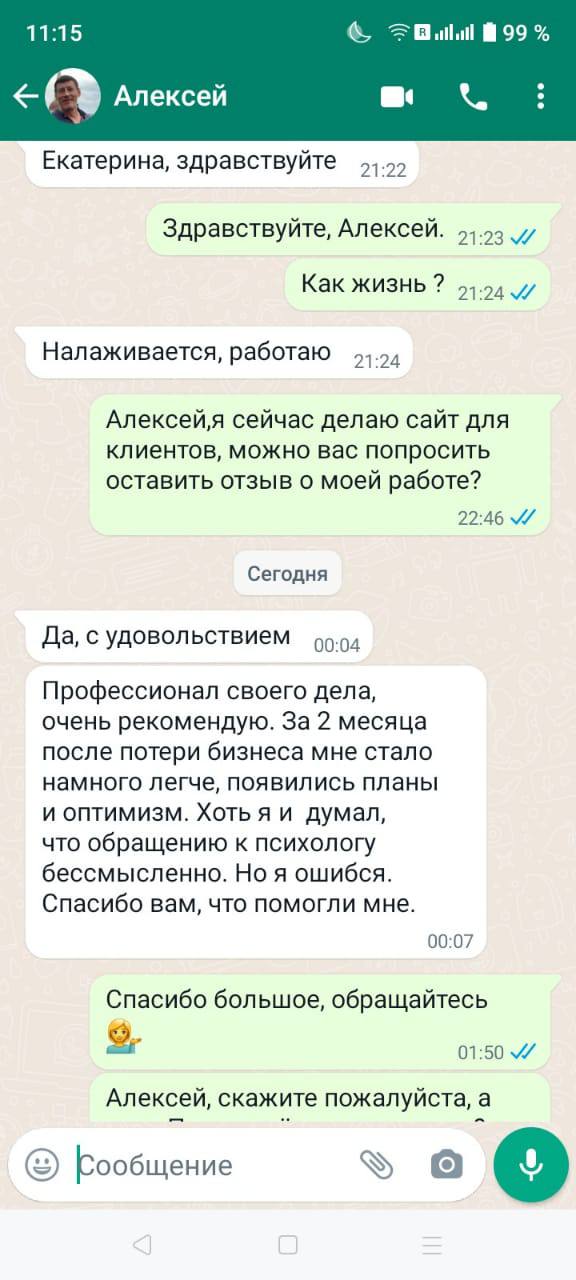 11:15
R
99 %
Алексей
Екатерина, здравствуйте
21:22
Здравствуйте, Алексей.
21:23
Как жизнь ?
21:24
Налаживается, работаю
21:24
Алексей,я сейчас делаю сайт для
клиентов, можно вас попросить
оставить отзыв о моей работе?
22:46
Сегодня
Да, с удовольствием
00:04
Профессионал своего дела,
очень рекомендую. За 2 месяца
после потери бизнеса мне стало
намного легче, появились планы
и оптимизм. Хоть я и  думал,
что обращению к психологу
бессмысленно. Но я ошибся.
Спасибо вам, что помогли мне.
00:07
Спасибо большое, обращайтесь
💁‍♀️
01:50
Алексей, скажите пожалуйста, а
Сообщение